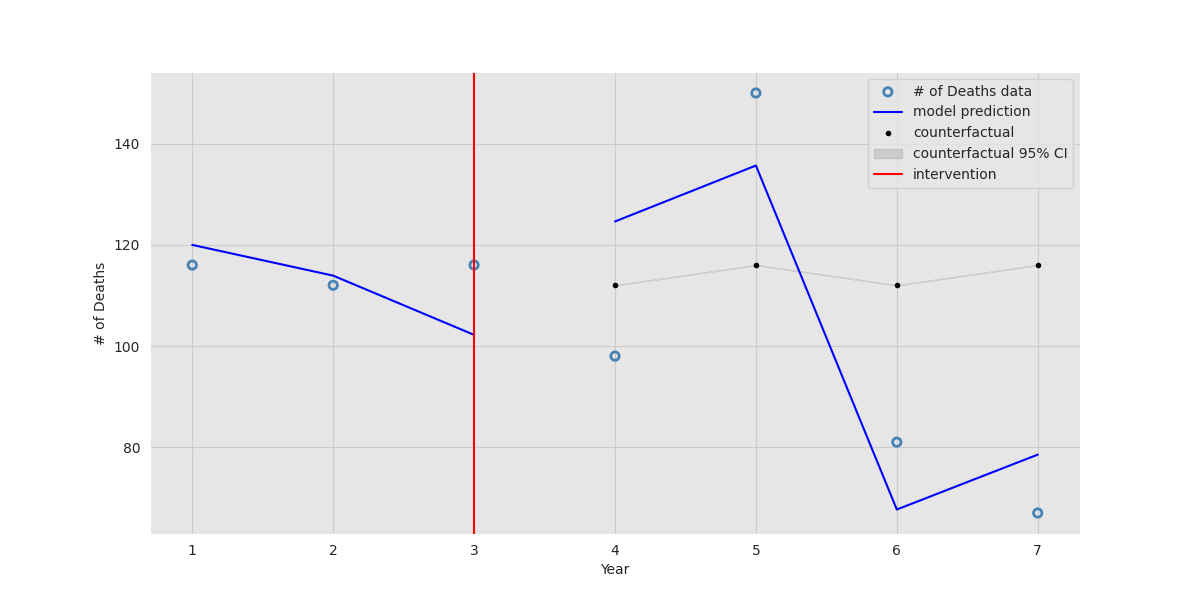 # of Deaths data
model prediction
counterfactual
counterfactual 95% CI
intervention
140
120
100
80
# of Deaths
1 2 3 4 5 6 7
Year